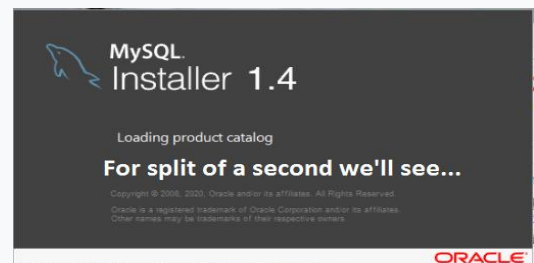 MySQL.
Installer 1.4
Loading product catalog
For split of a second we'll see...
Copyright © 2008, 2020, Oracle and/or its affiliates. All Rights Reserved.
Oracle is a registered trademark of Oracle Corporation and/or its affiliates.
Other names may be trademarks of their respective owners.
ORACLE